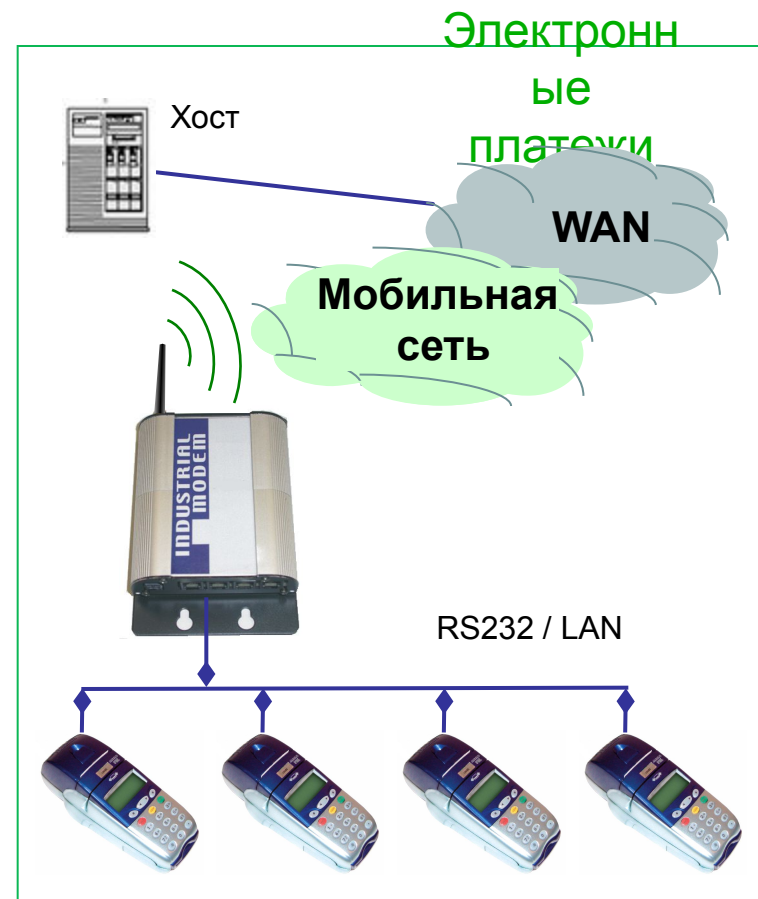 Электронн
ые
платежи
Хост
WAN
Мобильная
сеть
INDUSTRIAL
MODEM
RS232 / LAN